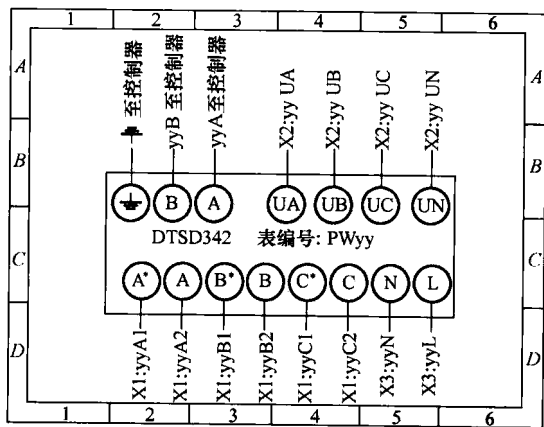 1 2 3 4 5 6
A A
至控制器
yyB 至控制器
yyA至控制器
X2:yy UA
X2:yy UB
X2:yy UC
X2:yy UN
B B
B A UA UB UC UN
DTSD342 表编号: PWyy
C C
A* A B* B C* C N L
D D
X1:yyA1
X1:yyA2
X1:yyB1
X1:yyB2
X1:yyC1
X1:yyC2
X3:yyN
X3:yyL
1 2 3 4 5 6